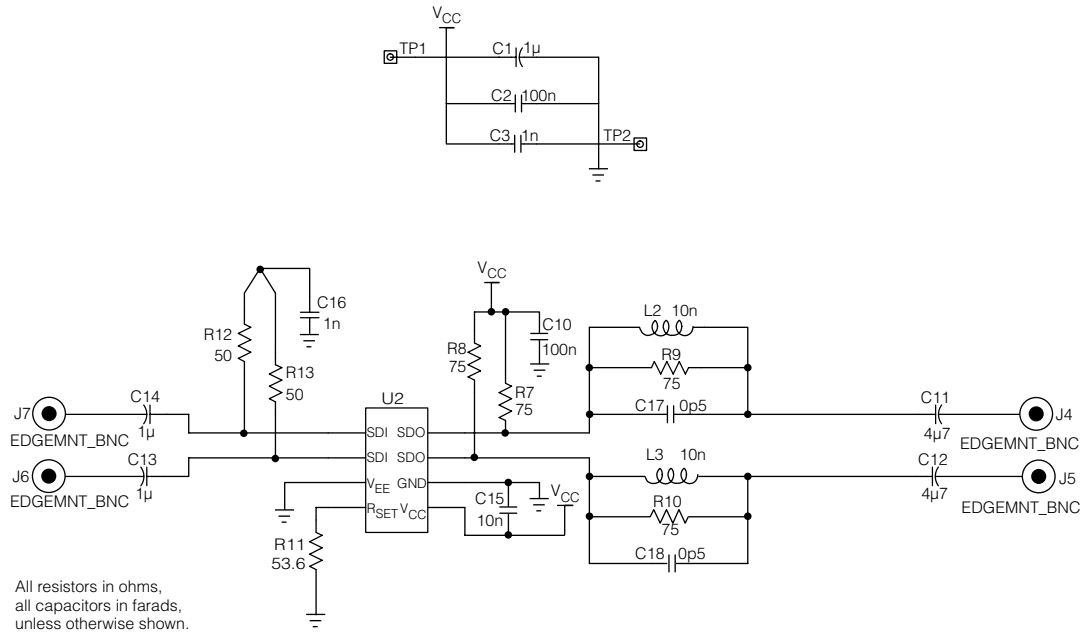 VCC
TP1
C1 1µ
C2 100n
C3 1n
TP2
VCC
C16
1n
R12
50
R13
50
R8
75
R7
75
C10
100n
L2 10n
R9
75
C17 0p5
J7
EDGEMNT_BNC
C14
1µ
J6
EDGEMNT_BNC
C13
1µ
U2
SDI SDO
SDI SDO
VEE GND
RSET VCC
C15
10n
VCC
R11
53.6
L3 10n
R10
75
C18 0p5
C11
4µ7
J4
EDGEMNT_BNC
C12
4µ7
J5
EDGEMNT_BNC
All resistors in ohms,
all capacitors in farads,
unless otherwise shown.